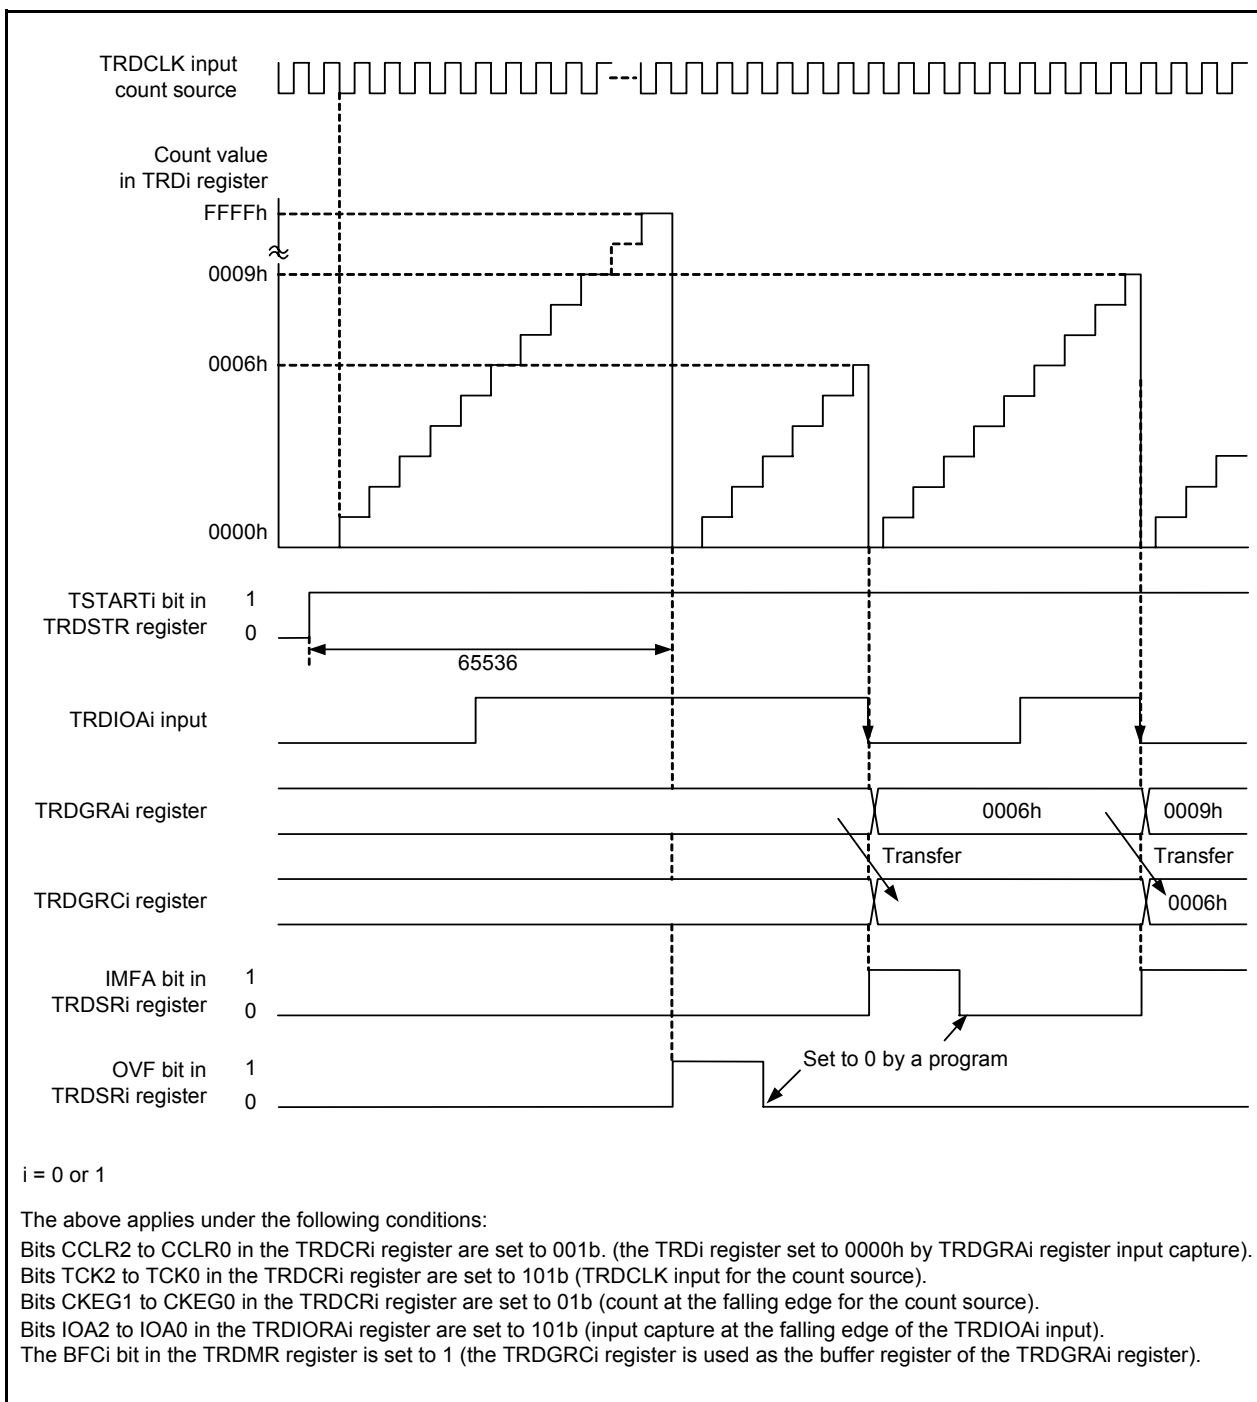 TRDCLK input
count source
Count value
in TRDi register
FFFFh
0009h
0006h
0000h
TSTARTi bit in
TRDSTR register
1
0
65536
TRDIOAi input
TRDGRAi register
0006h
0009h
Transfer
Transfer
TRDGRCi register
0006h
IMFA bit in
TRDSRi register
1
0
Set to 0 by a program
OVF bit in
TRDSRi register
1
0
i = 0 or 1
The above applies under the following conditions:
Bits CCLR2 to CCLR0 in the TRDCRi register are set to 001b. (the TRDi register set to 0000h by TRDGRAi register input capture).
Bits TCK2 to TCK0 in the TRDCRi register are set to 101b (TRDCLK input for the count source).
Bits CKEG1 to CKEG0 in the TRDCRi register are set to 01b (count at the falling edge for the count source).
Bits IOA2 to IOA0 in the TRDIORAi register are set to 101b (input capture at the falling edge of the TRDIOAi input).
The BFCi bit in the TRDMR register is set to 1 (the TRDGRCi register is used as the buffer register of the TRDGRAi register).